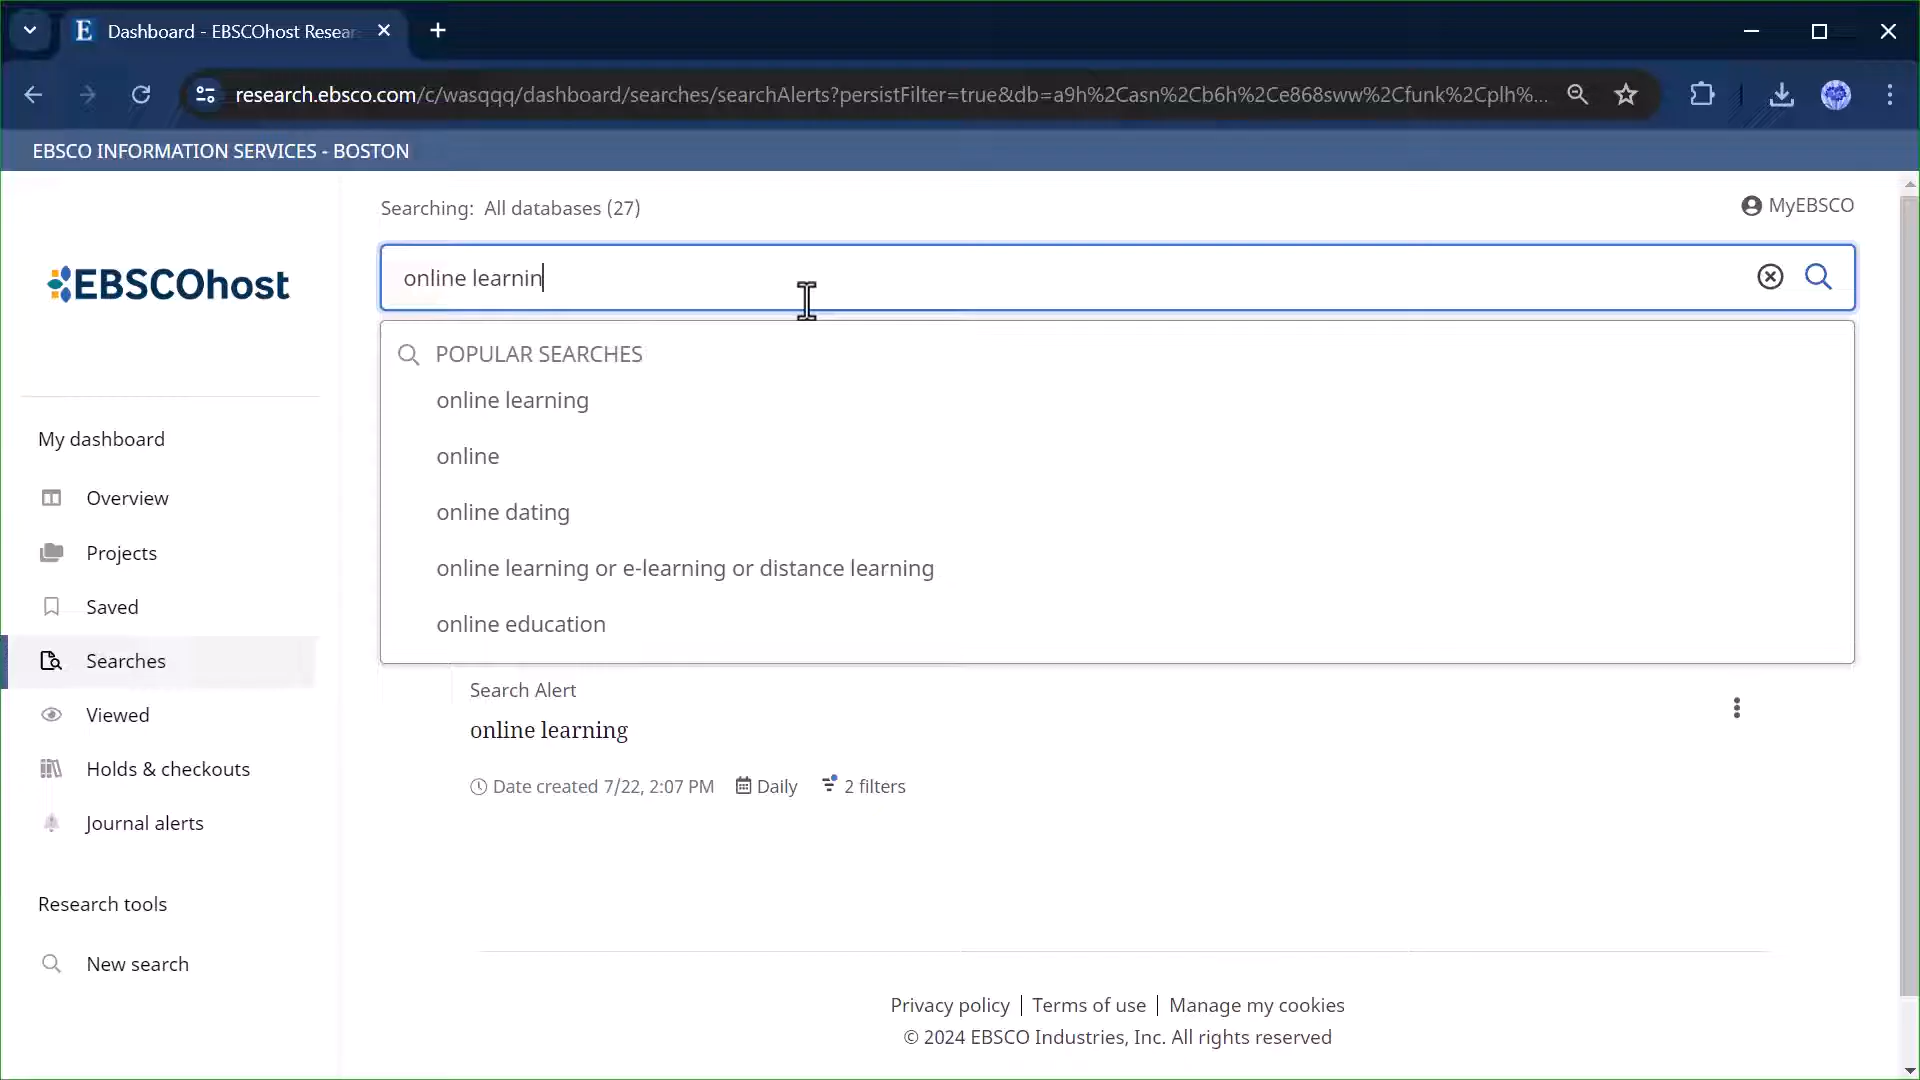 Dashboard - EBSCOhost Resear
research.ebsco.com/c/wasqqq/dashboard/searches/searchAlerts?persistFilter=true&db=a9h%2Casn%2Cb6h%2Ce868sww%2Cfunk%2Cplh%...
EBSCO INFORMATION SERVICES - BOSTON
Searching: All databases (27)
MyEBSCO
EBSCOhost
online learnin
POPULAR SEARCHES
online learning
online
online dating
online learning or e-learning or distance learning
online education
My dashboard
Overview
Projects
Saved
Searches
Viewed
Holds & checkouts
Journal alerts
Research tools
New search
Search Alert
online learning
Date created 7/22, 2:07 PM Daily 2 filters
Privacy policy | Terms of use | Manage my cookies
© 2024 EBSCO Industries, Inc. All rights reserved